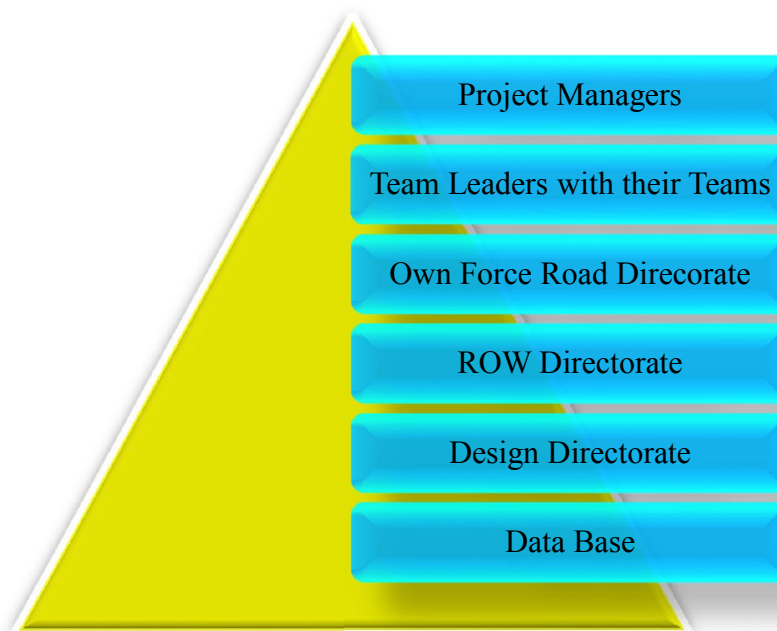 Project Managers
Team Leaders with their Teams
Own Force Road Direcorate
ROW Directorate
Design Directorate
Data Base